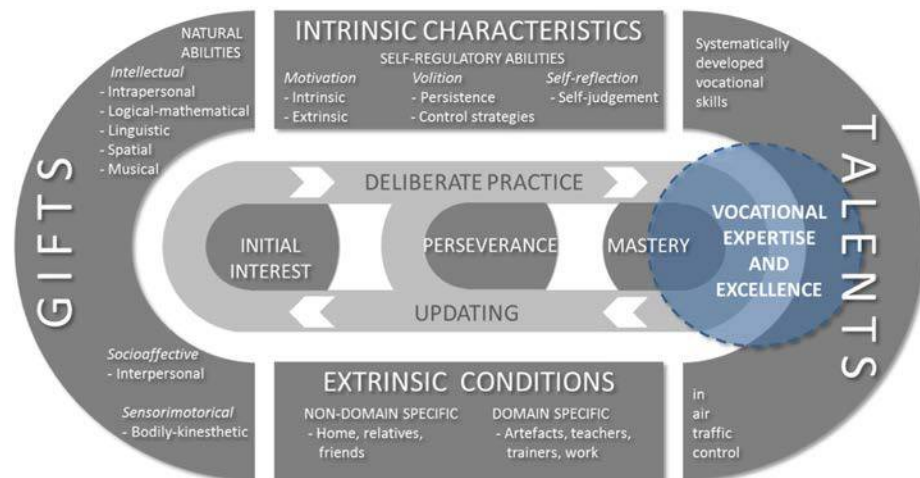 GIFTS
NATURAL
ABILITIES
Intellectual
- Intrapersonal
- Logical-mathematical
- Linguistic
- Spatial
- Musical
Socioaffective
- Interpersonal
Sensorimotorical
- Bodily-kinesthetic
INTRINSIC CHARACTERISTICS
SELF-REGULATORY ABILITIES
Motivation
- Intrinsic
- Extrinsic
Volition
- Persistence
- Control strategies
Self-reflection
- Self-judgement
DELIBERATE PRACTICE
INITIAL
INTEREST
PERSEVERANCE
MASTERY
VOCATIONAL
EXPERTISE
AND
EXCELLENCE
UPDATING
EXTRINSIC CONDITIONS
NON-DOMAIN SPECIFIC
- Home, relatives,
friends
DOMAIN SPECIFIC
- Artefacts, teachers,
trainers, work
Systematically
developed
vocational
skills
TALENTS
in
air
traffic
control